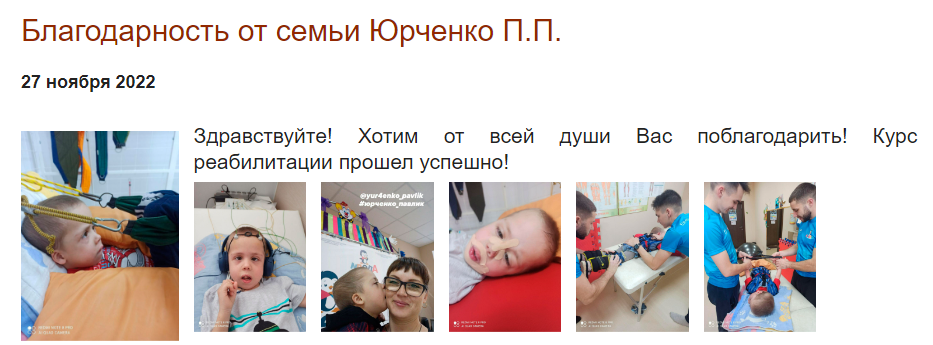 Благодарность от семьи Юрченко П.П.
27 ноября 2022
Здравствуйте! Хотим от всей души Вас поблагодарить! Курс
реабилитации прошел успешно!
@yur4enko_pavlik
#юрченко_павлик